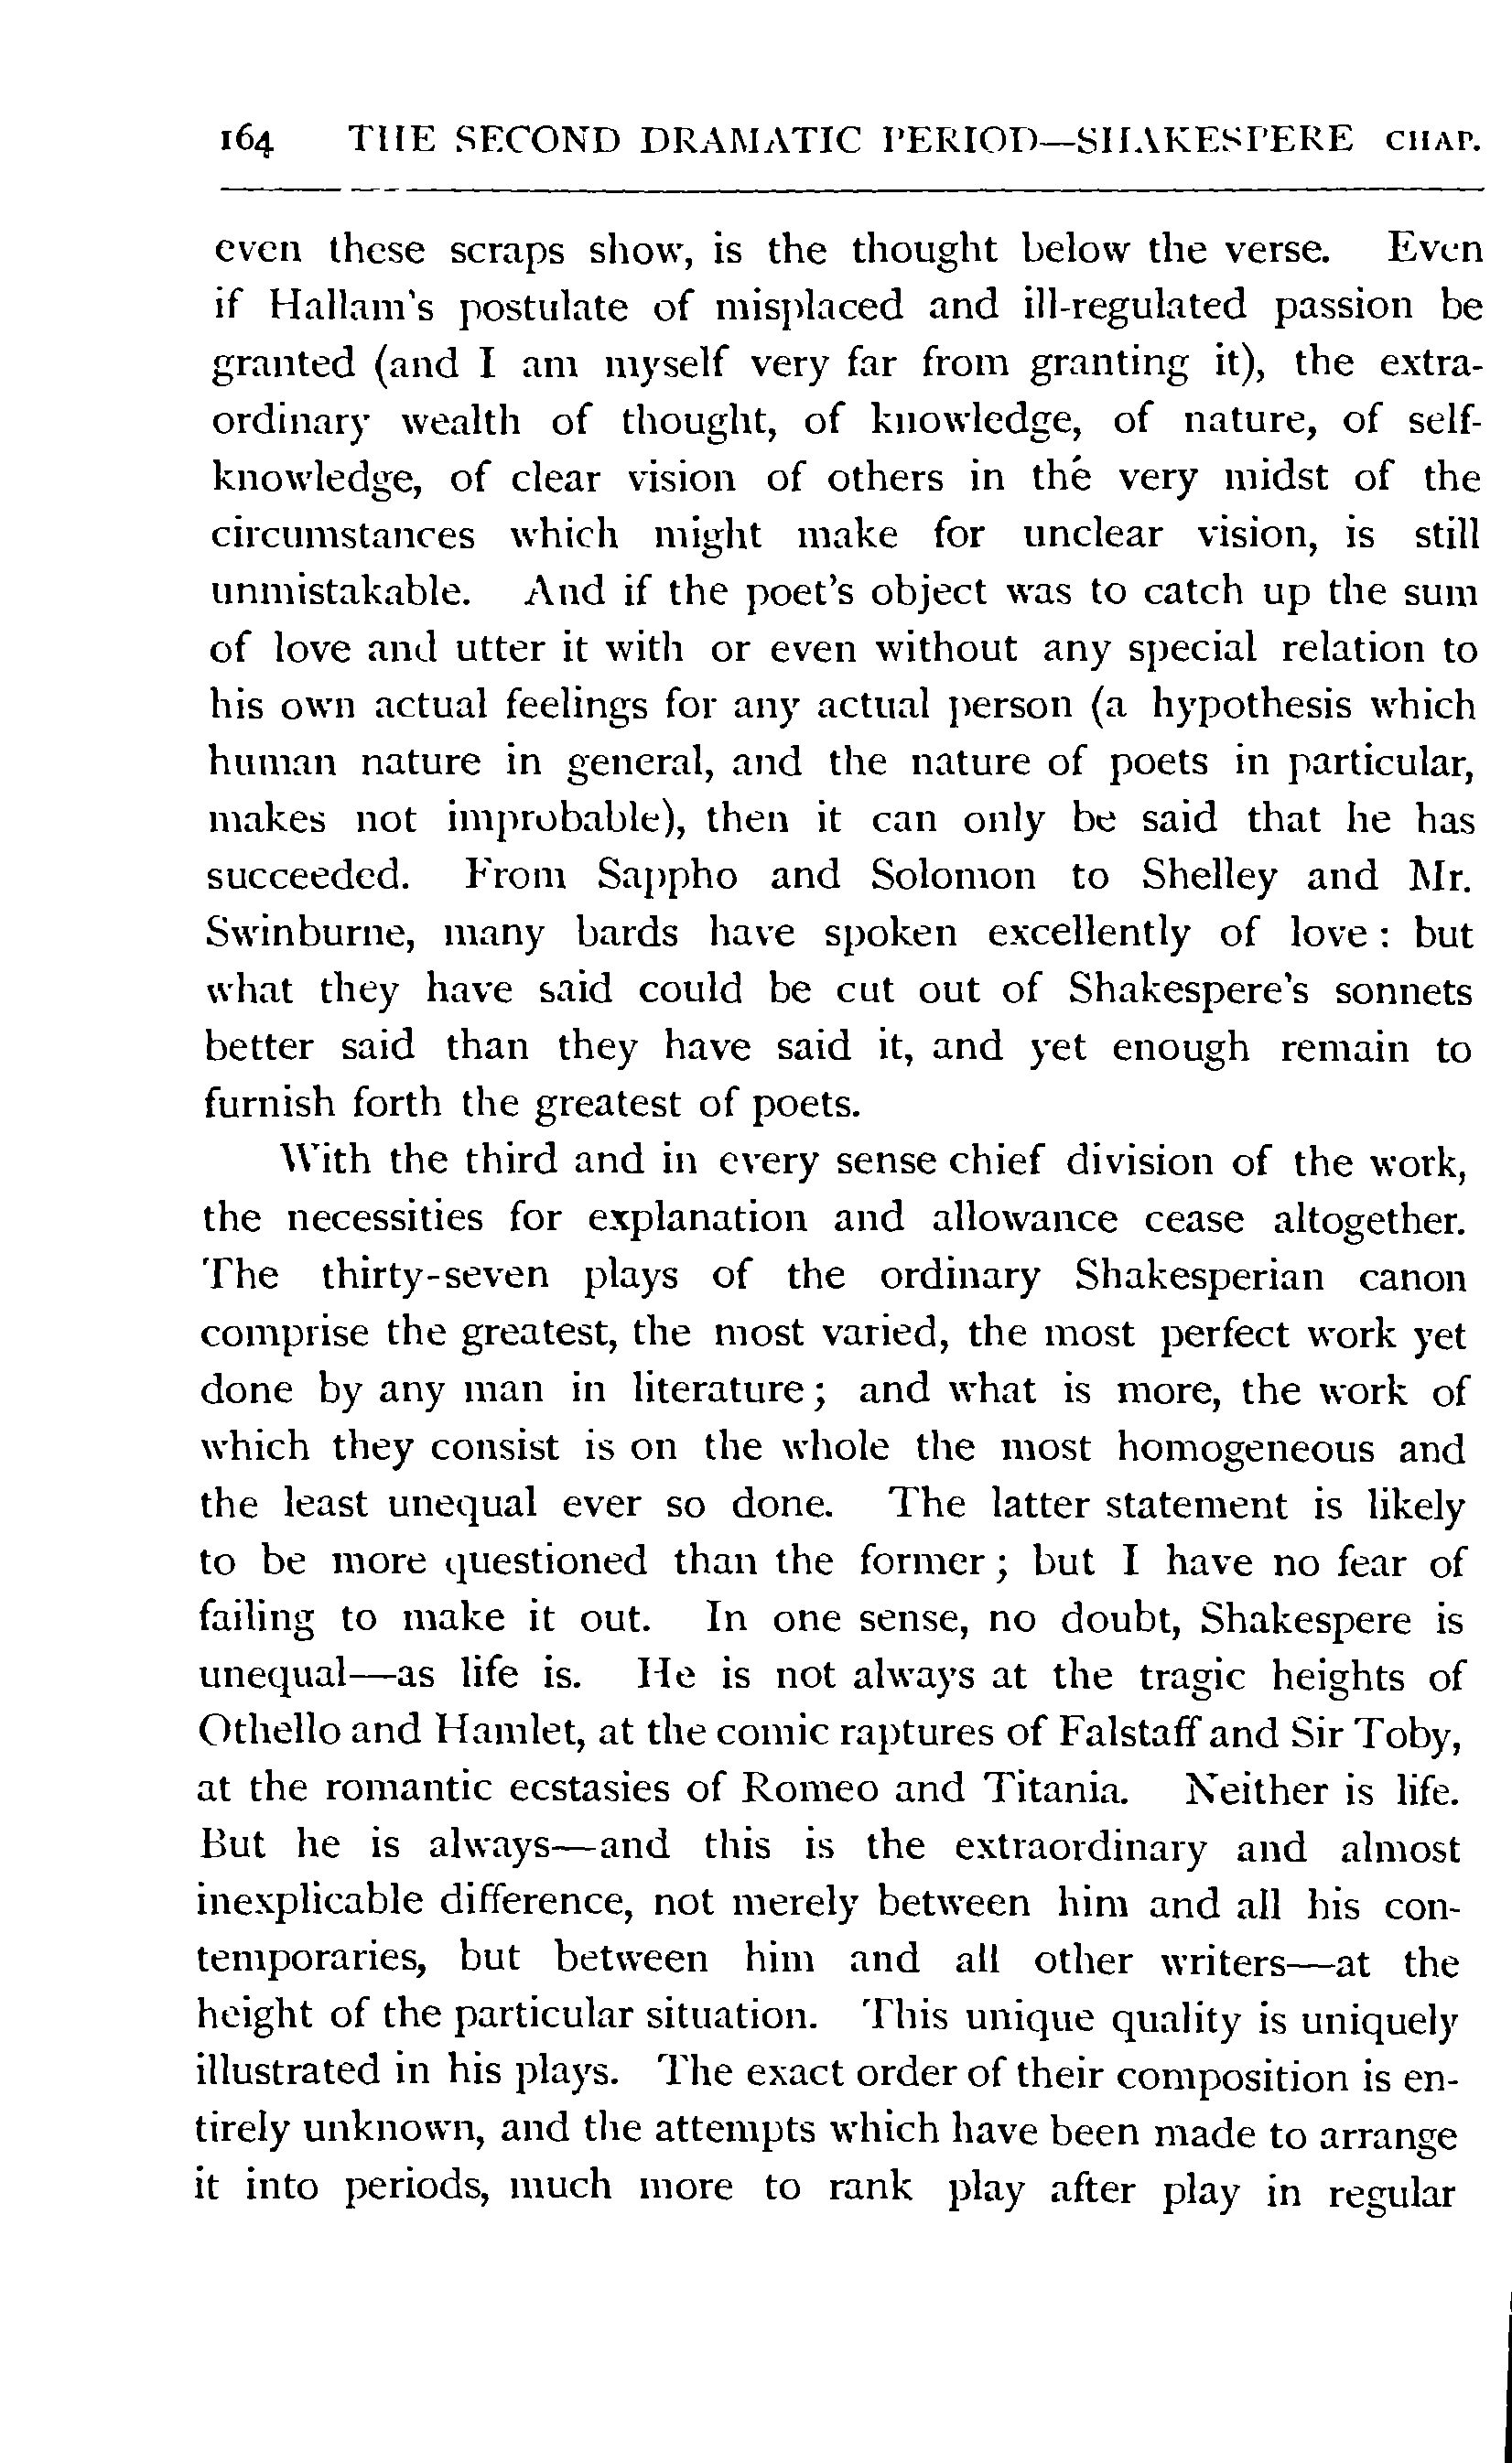 164 THE SECOND DRAMATIC PERIOD—SHAKESPERE CHAP.
even these scraps show, is the thought below the verse. Even
if Hallam's postulate of misplaced and ill-regulated passion be
granted (and I am myself very far from granting it), the extra-
ordinary wealth of thought, of knowledge, of nature, of self-
knowledge, of clear vision of others in the very midst of the
circumstances which might make for unclear vision, is still
unmistakable. And if the poet's object was to catch up the sum
of love and utter it with or even without any special relation to
his own actual feelings for any actual person (a hypothesis which
human nature in general, and the nature of poets in particular,
makes not improbable), then it can only be said that he has
succeeded. From Sappho and Solomon to Shelley and Mr.
Swinburne, many bards have spoken excellently of love : but
what they have said could be cut out of Shakespere's sonnets
better said than they have said it, and yet enough remain to
furnish forth the greatest of poets.
With the third and in every sense chief division of the work,
the necessities for explanation and allowance cease altogether.
The thirty-seven plays of the ordinary Shakesperian canon
comprise the greatest, the most varied, the most perfect work yet
done by any man in literature ; and what is more, the work of
which they consist is on the whole the most homogeneous and
the least unequal ever so done. The latter statement is likely
to be more questioned than the former ; but I have no fear of
failing to make it out. In one sense, no doubt, Shakespere is
unequal—as life is. He is not always at the tragic heights of
Othello and Hamlet, at the comic raptures of Falstaff and Sir Toby,
at the romantic ecstasies of Romeo and Titania. Neither is life.
But he is always—and this is the extraordinary and almost
inexplicable difference, not merely between him and all his con-
temporaries, but between him and all other writers—at the
height of the particular situation. This unique quality is uniquely
illustrated in his plays. The exact order of their composition is en-
tirely unknown, and the attempts which have been made to arrange
it into periods, much more to rank play after play in regular